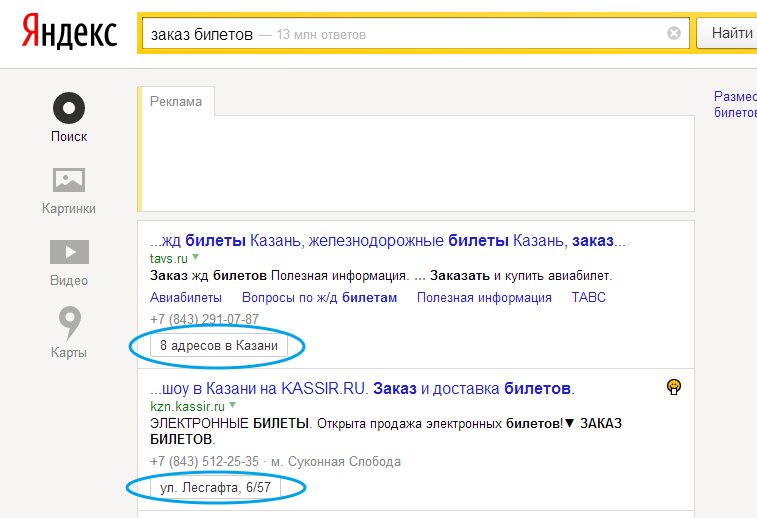 Яндекс
заказ билетов — 13 млн ответов
Найти
Реклама
Поиск
Картинки
Видео
Карты
...жд билеты Казань, железнодорожные билеты Казань, заказ...
tavs.ru
Заказ жд билетов Полезная информация. ... Заказать и купить авиабилет.
Авиабилеты Вопросы по ж/д билетам Полезная информация ТАВС
+7 (843) 291-07-87
8 адресов в Казани
...шоу в Казани на KASSIR.RU. Заказ и доставка билетов.
kzn.kassir.ru
ЭЛЕКТРОННЫЕ БИЛЕТЫ. Открыта продажа электронных билетов!▼ ЗАКАЗ
БИЛЕТОВ.
+7 (843) 512-25-35 · м. Суконная Слобода
ул. Лесгафта, 6/57